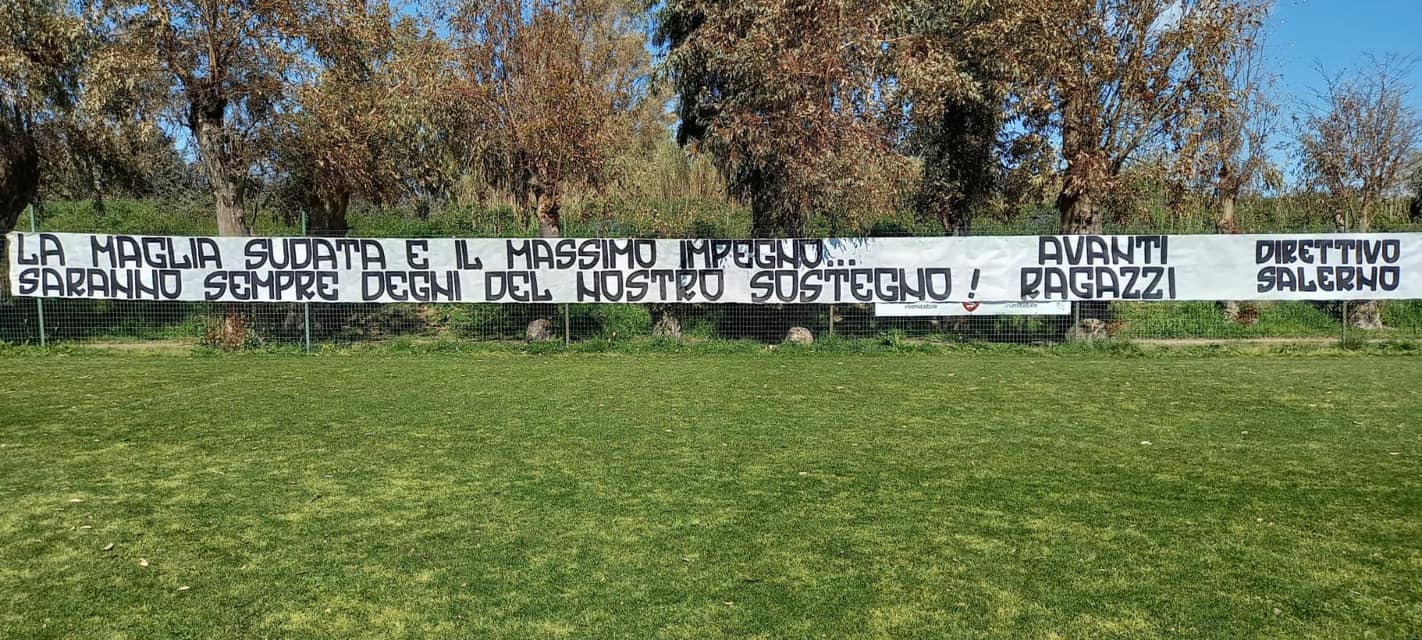 LA MAGLIA SUDATA E IL MASSIMO IMPEGNO...
SARANNO SEMPRE DEGNI DEL NOSTRO SOSTEGNO !
AVANTI
RAGAZZI
DIRETTIVO
SALERNO